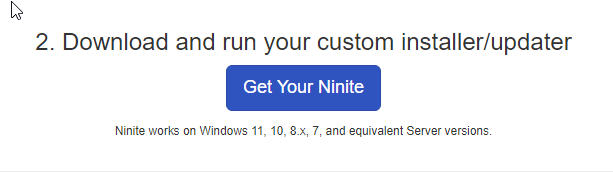 2. Download and run your custom installer/updater
Get Your Ninite
Ninite works on Windows 11, 10, 8.x, 7, and equivalent Server versions.